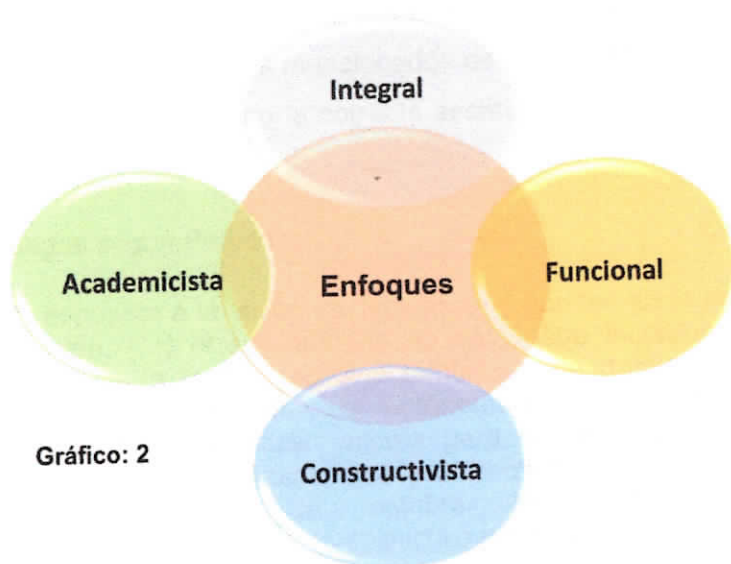 Integral
Academicista
Enfoques
Funcional
Constructivista
Gráfico: 2